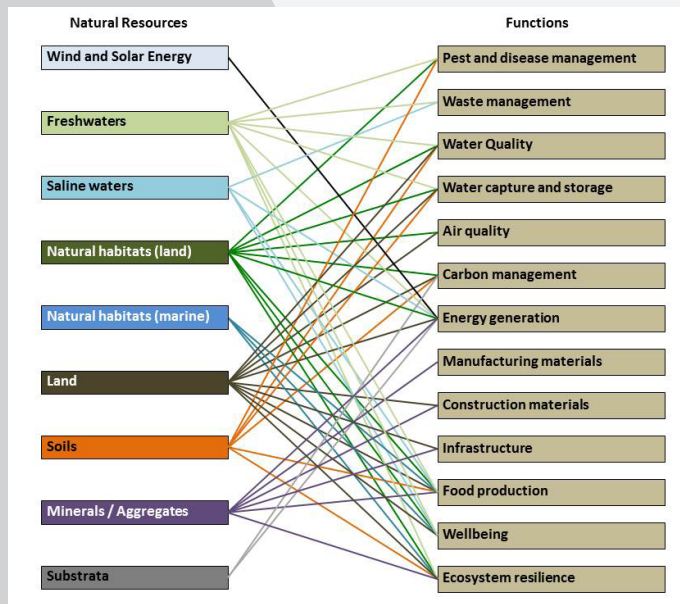 Natural Resources
Functions
Wind and Solar Energy
Freshwaters
Saline waters
Natural habitats (land)
Natural habitats (marine)
Land
Soils
Minerals / Aggregates
Substrata
Pest and disease management
Waste management
Water Quality
Water capture and storage
Air quality
Carbon management
Energy generation
Manufacturing materials
Construction materials
Infrastructure
Food production
Wellbeing
Ecosystem resilience